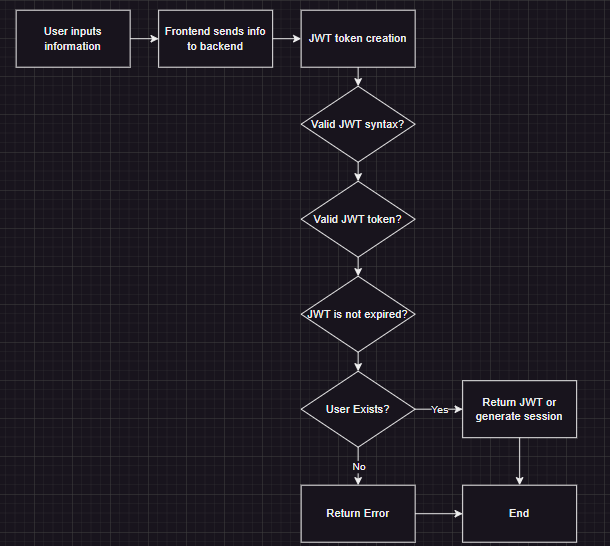 User inputs
information
Frontend sends info
to backend
JWT token creation
Valid JWT syntax?
Valid JWT token?
JWT is not expired?
User Exists?
Yes
Return JWT or
generate session
No
Return Error
End